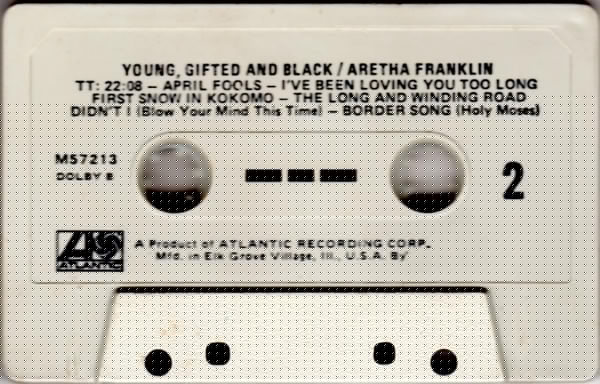 YOUNG, GIFTED AND BLACK / ARETHA FRANKLIN
TT: 22:08 — APRIL FOOLS — I'VE BEEN LOVING YOU TOO LONG
FIRST SNOW IN KOKOMO — THE LONG AND WINDING ROAD
DIDN'T I (Blow Your Mind This Time) — BORDER SONG (Holy Moses)
M57213
DOLBY B
2
A Product of ATLANTIC RECORDING CORP.
Mfd. in Elk Grove Village, Ill., U.S.A. By
ATLANTIC